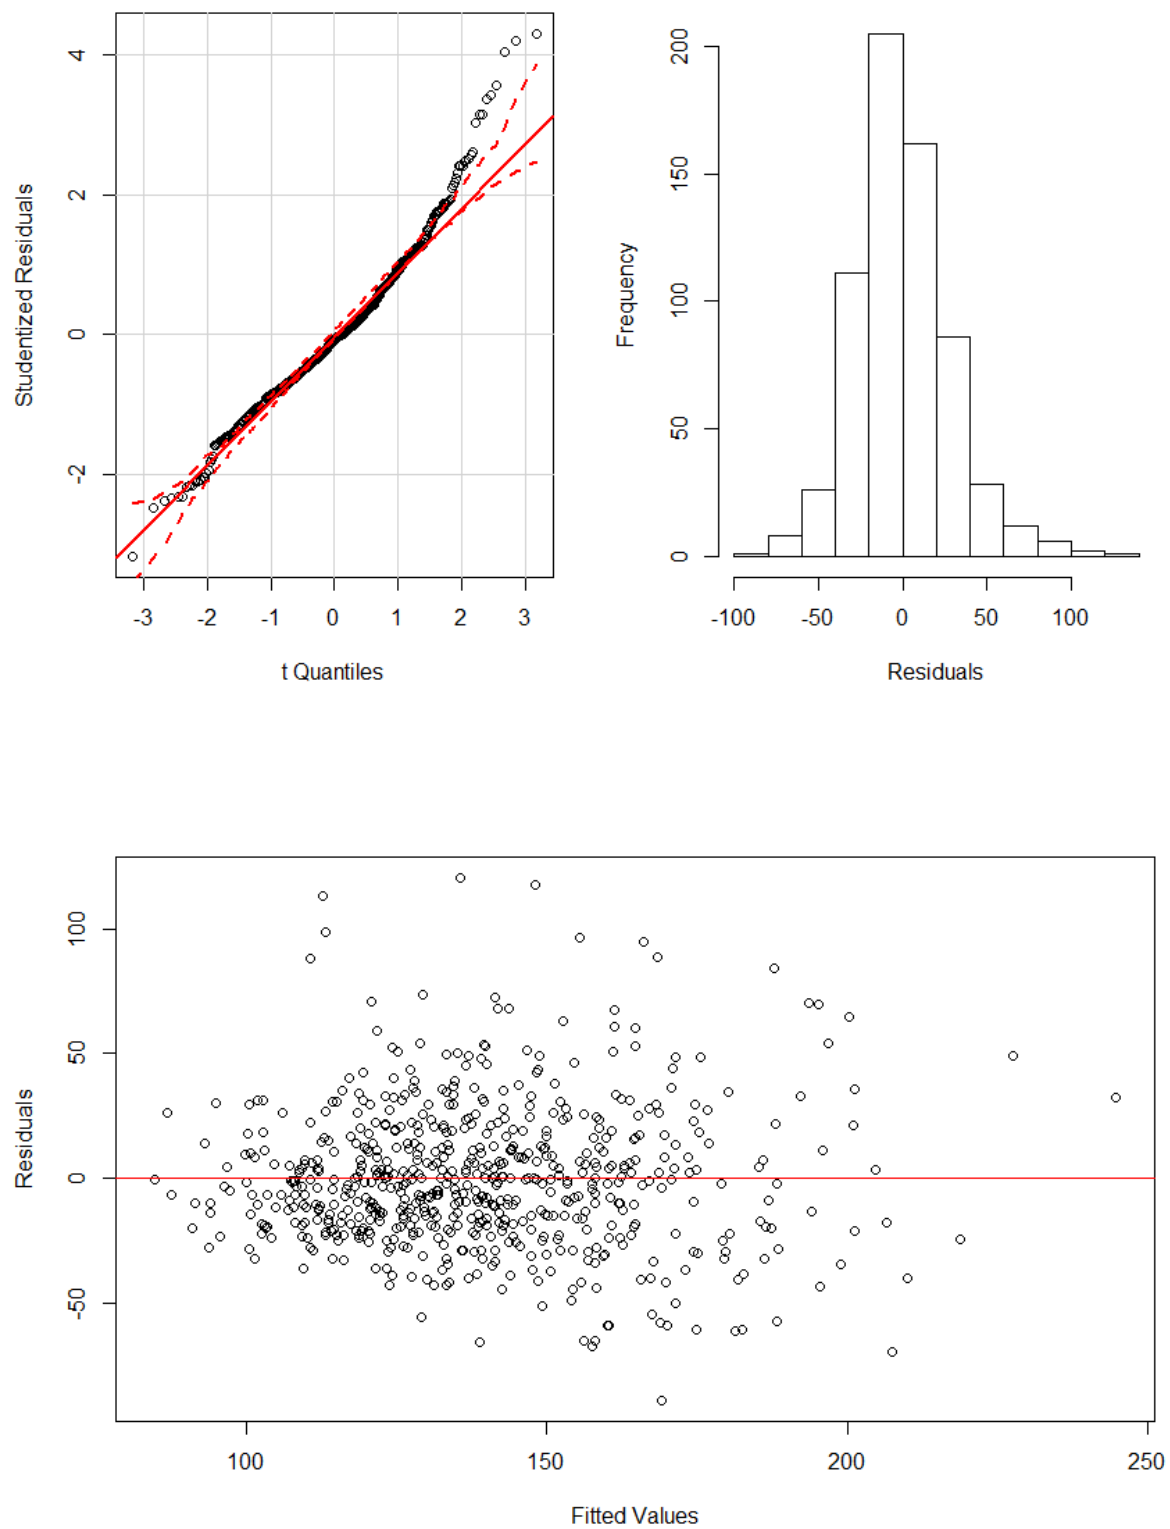 Studentized Residuals
4
2
0
-2
-3 -2 -1 0 1 2 3
t Quantiles
Frequency
200
150
100
50
0
-100 -50 0 50 100
Residuals
Residuals
100
50
0
-50
100 150 200 250
Fitted Values